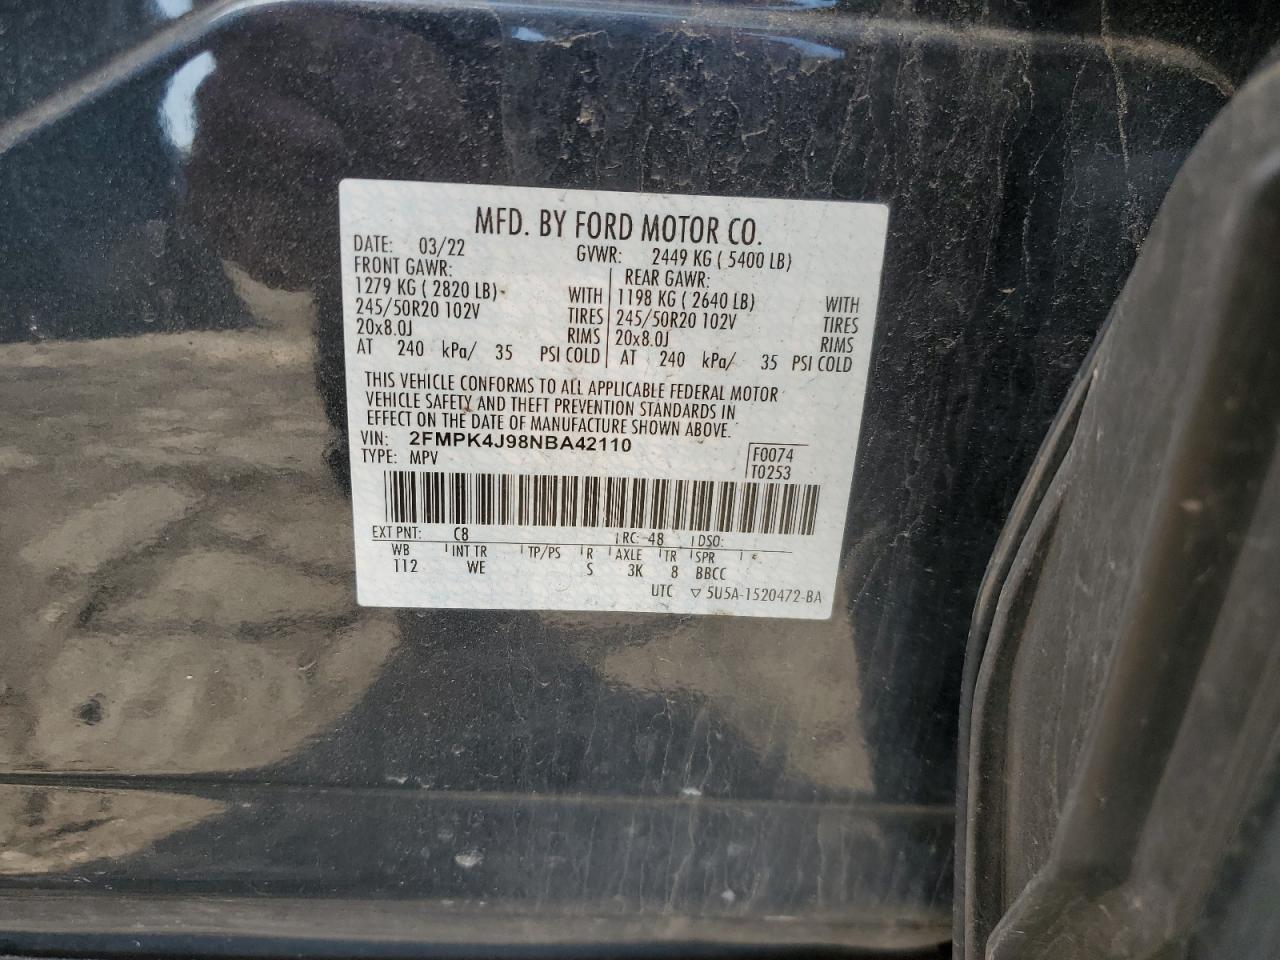 MFD. BY FORD MOTOR CO.
DATE: 03/22 GVWR: 2449 KG ( 5400 LB)
FRONT GAWR: REAR GAWR:
1279 KG ( 2820 LB) WITH 1198 KG ( 2640 LB) WITH
245/50R20 102V TIRES 245/50R20 102V TIRES
20x8.0J RIMS 20x8.0J RIMS
AT 240 kPa/ 35 PSI COLD AT 240 kPa/ 35 PSI COLD
THIS VEHICLE CONFORMS TO ALL APPLICABLE FEDERAL MOTOR
VEHICLE SAFETY AND THEFT PREVENTION STANDARDS IN
EFFECT ON THE DATE OF MANUFACTURE SHOWN ABOVE.
VIN: 2FMPK4J98NBA42110
TYPE: MPV
F0074
T0253
EXT PNT: C8 RC: 48 DSO:
WB INT TR TP/PS R AXLE TR SPR
112 WE S 3K 8 BBCC
UTC ▽ 5U5A-1520472-BA